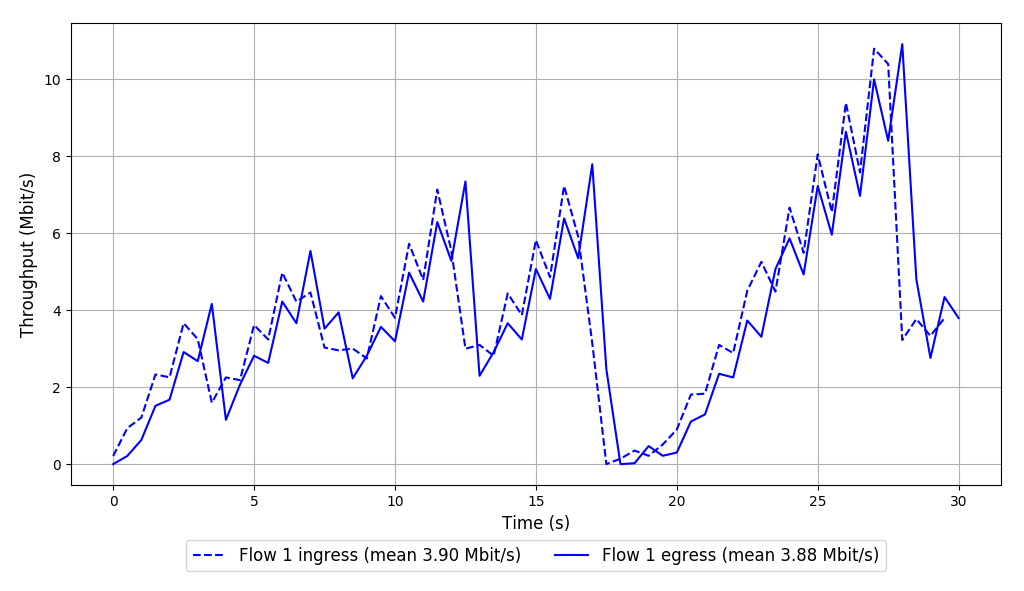 10
8
6
4
2
0
Throughput (Mbit/s)
0 5 10 15 20 25 30
Time (s)
Flow 1 ingress (mean 3.90 Mbit/s) Flow 1 egress (mean 3.88 Mbit/s)